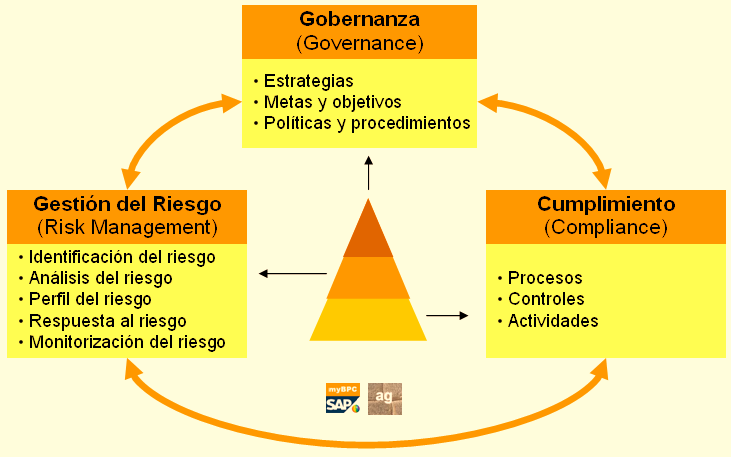 Gobernanza
(Governance)
• Estrategias
• Metas y objetivos
• Políticas y procedimientos
Gestión del Riesgo
(Risk Management)
• Identificación del riesgo
• Análisis del riesgo
• Perfil del riesgo
• Respuesta al riesgo
• Monitorización del riesgo
Cumplimiento
(Compliance)
• Procesos
• Controles
• Actividades
myBPC
SAP
ag